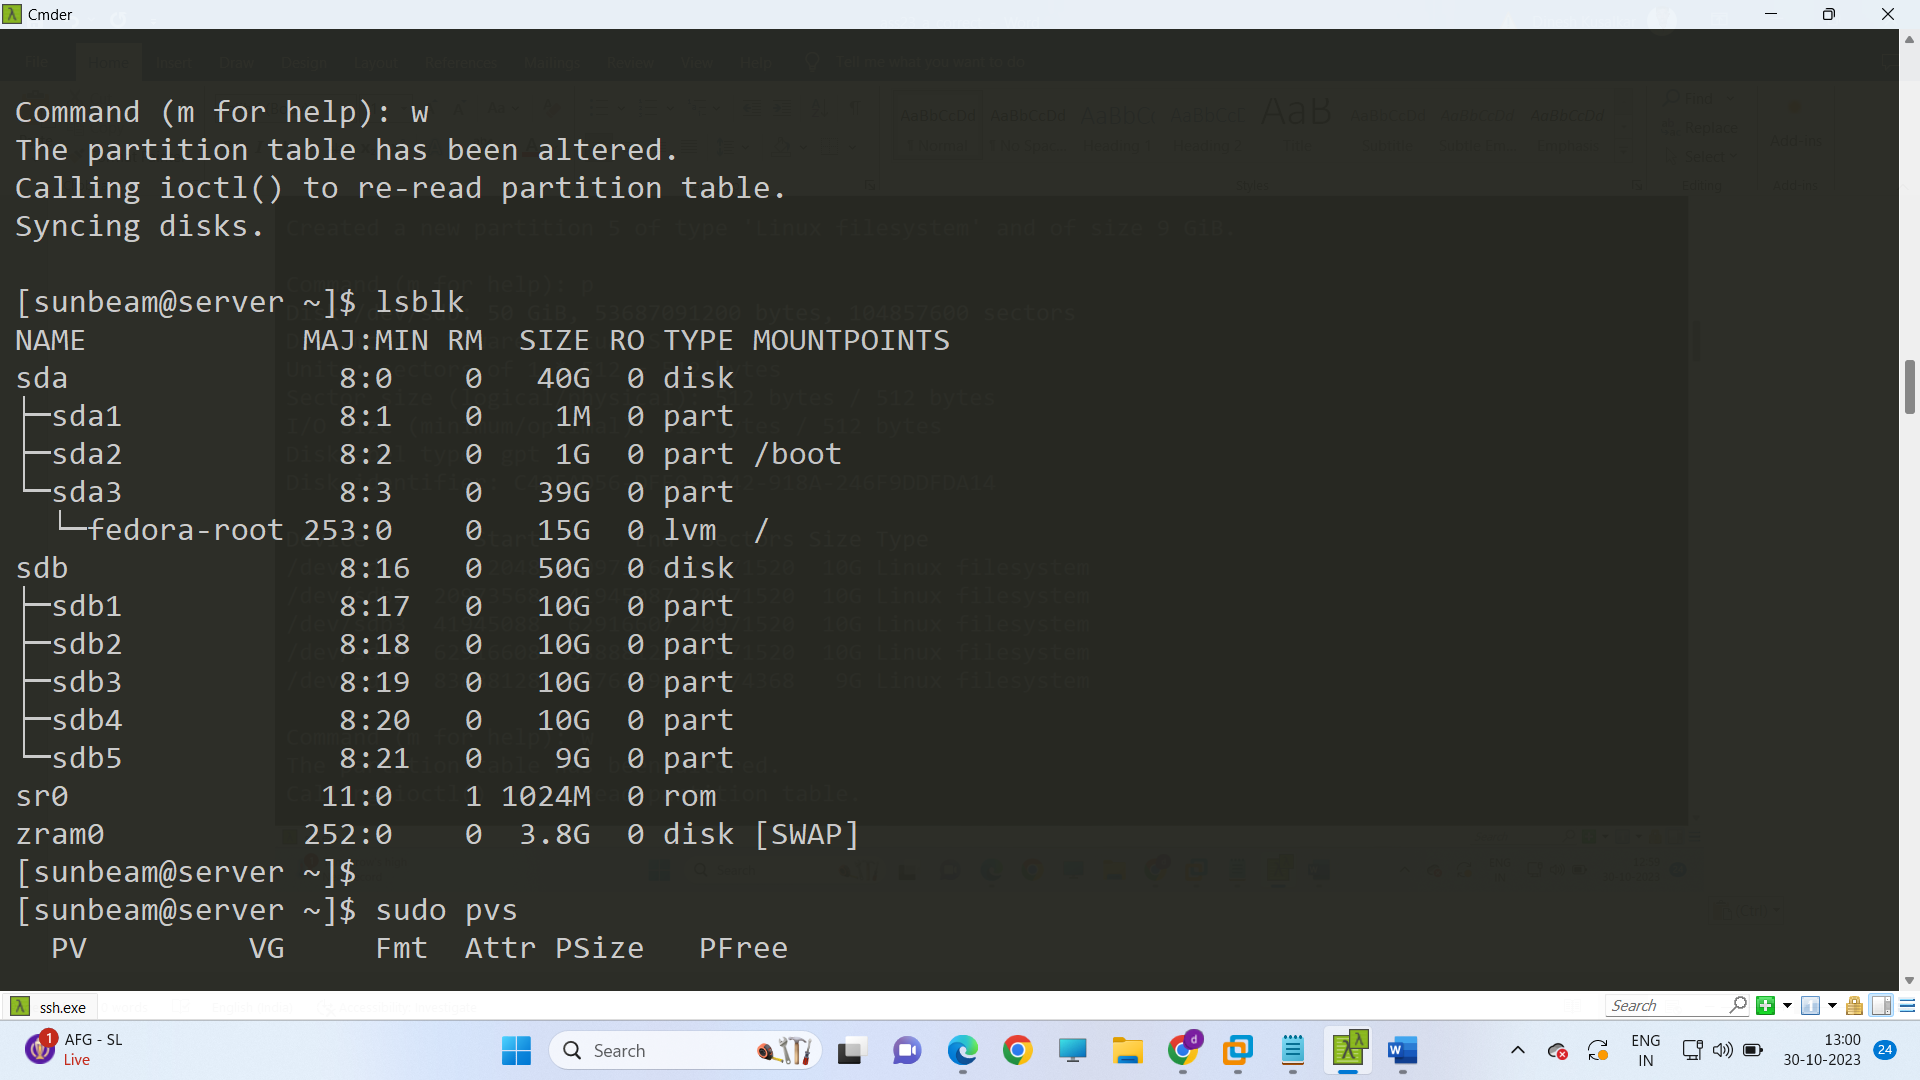 Cmder
Command (m for help): w
The partition table has been altered.
Calling ioctl() to re-read partition table.
Syncing disks.
[sunbeam@server ~]$ lsblk
NAME            MAJ:MIN RM  SIZE RO TYPE MOUNTPOINTS
sda               8:0    0   40G  0 disk
├─sda1            8:1    0    1M  0 part
├─sda2            8:2    0    1G  0 part /boot
└─sda3            8:3    0   39G  0 part
  └─fedora-root 253:0    0   15G  0 lvm  /
sdb               8:16   0   50G  0 disk
├─sdb1            8:17   0   10G  0 part
├─sdb2            8:18   0   10G  0 part
├─sdb3            8:19   0   10G  0 part
├─sdb4            8:20   0   10G  0 part
└─sdb5            8:21   0    9G  0 part
sr0              11:0    1 1024M  0 rom
zram0           252:0    0  3.8G  0 disk [SWAP]
[sunbeam@server ~]$
[sunbeam@server ~]$ sudo pvs
  PV         VG     Fmt  Attr PSize   PFree
ssh.exe
Search
1
AFG - SL
Live
Search
d
ENG
IN
13:00
30-10-2023
24